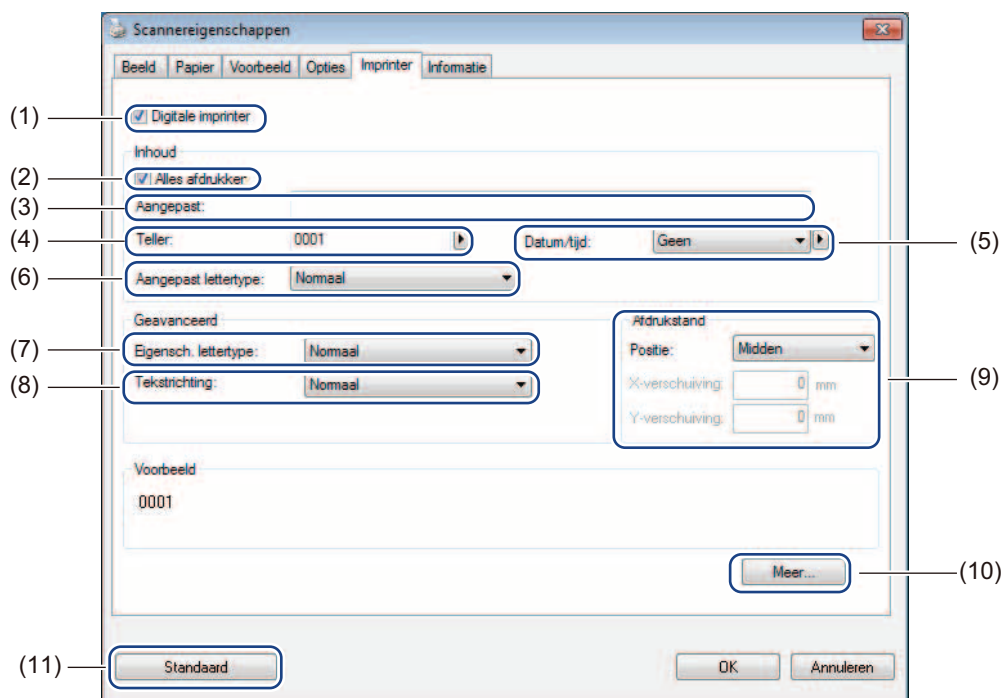 Scannereigenschappen
Beeld Papier Voorbeeld Opties Imprinter Informatie
(1) Digitale imprinter
Inhoud
(2) Alles afdrukker
(3) Aangepast:
(4) Teller: 0001 Datum/tijd: Geen (5)
(6) Aangepast lettertype: Normaal
Geavanceerd Afdrukstand
(7) Eigensch. lettertype: Normaal Positie: Midden
(8) Tekstrichting: Normaal X-verschuiving: 0 mm (9)
Y-verschuiving: 0 mm
Voorbeeld
0001
Meer... (10)
(11) Standaard OK Annuleren